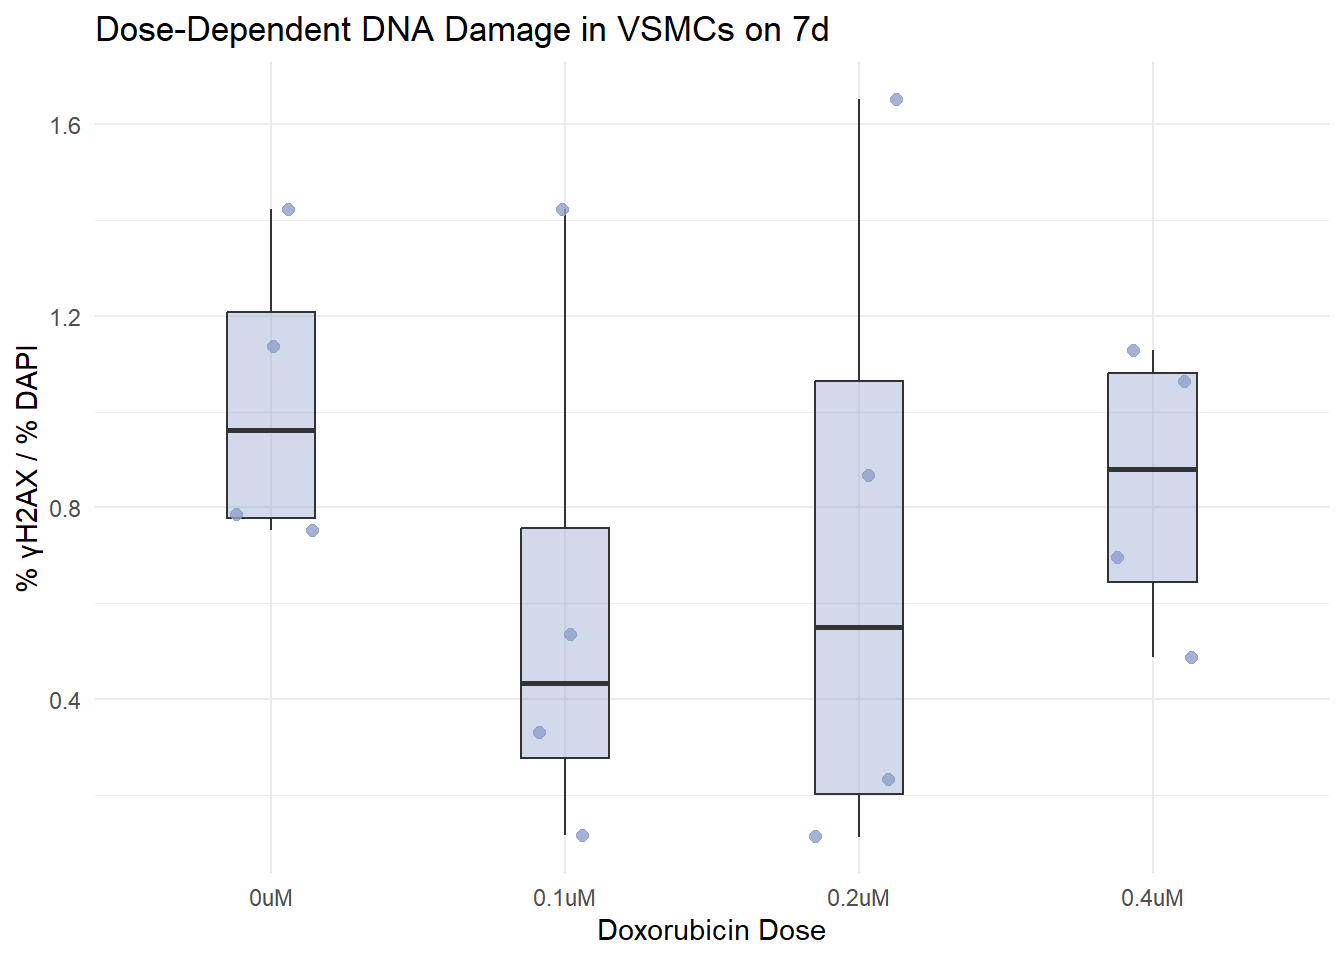 Dose-Dependent DNA Damage in VSMCs on 7d
% γH2AX / % DAPI
1.6
1.2
0.8
0.4
0uM
0.1uM
0.2uM
0.4uM
Doxorubicin Dose